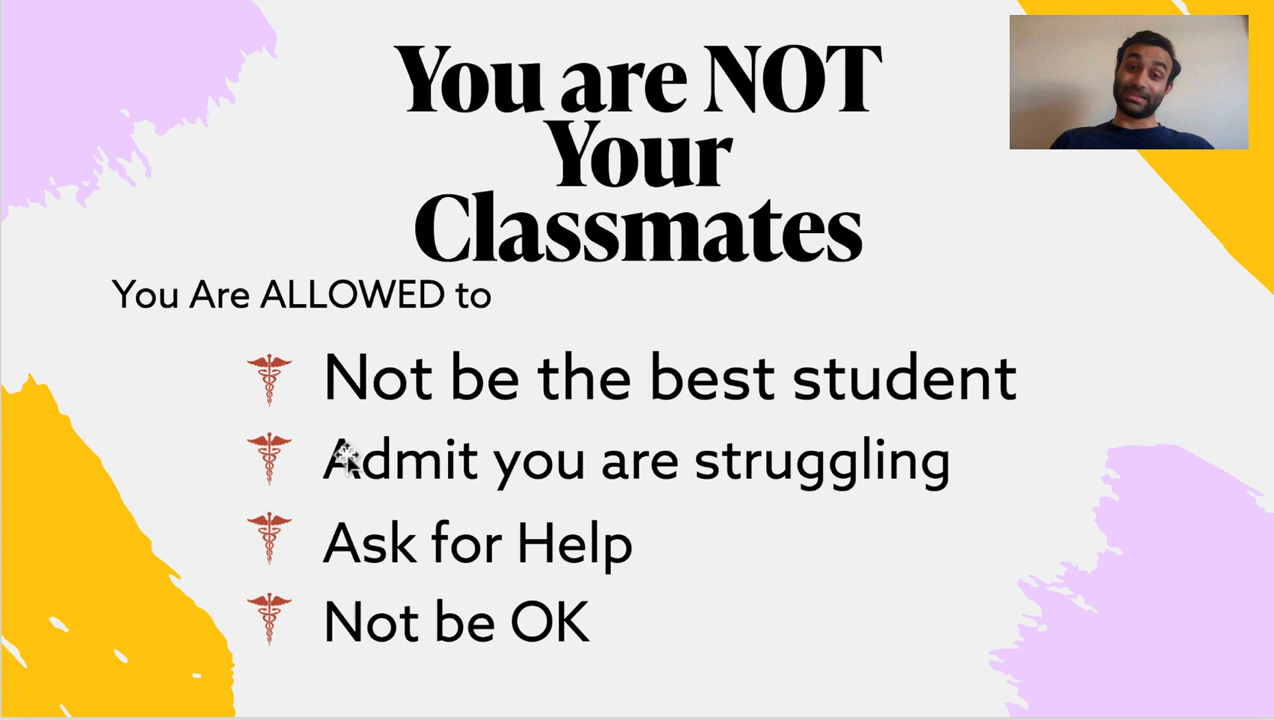 You are NOT
Your
Classmates
You Are ALLOWED to
Not be the best student
Admit you are struggling
Ask for Help
Not be OK